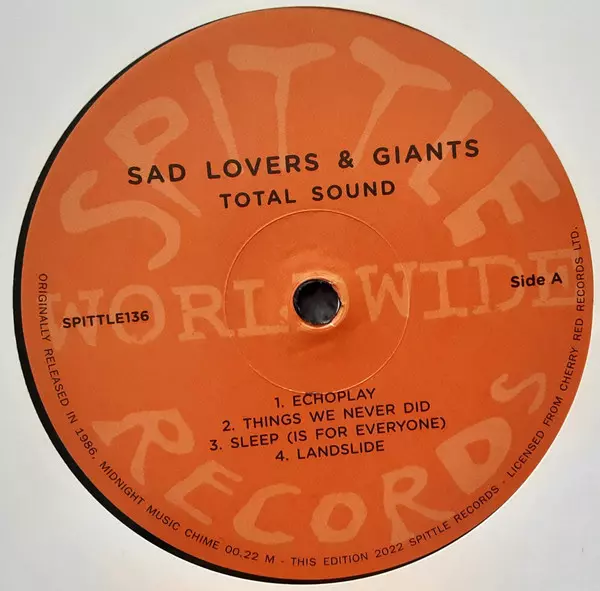 SPITTLE
SAD LOVERS & GIANTS
TOTAL SOUND
WORLDWIDE
SPITTLE136
Side A
1. ECHOPLAY
2. THINGS WE NEVER DID
3. SLEEP (IS FOR EVERYONE)
4. LANDSLIDE
RECORDS
ORIGINALLY RELEASED IN 1986, MIDNIGHT MUSIC CHIME 00.22 M - THIS EDITION 2022 SPITTLE RECORDS - LICENSED FROM CHERRY RED RECORDS LTD.